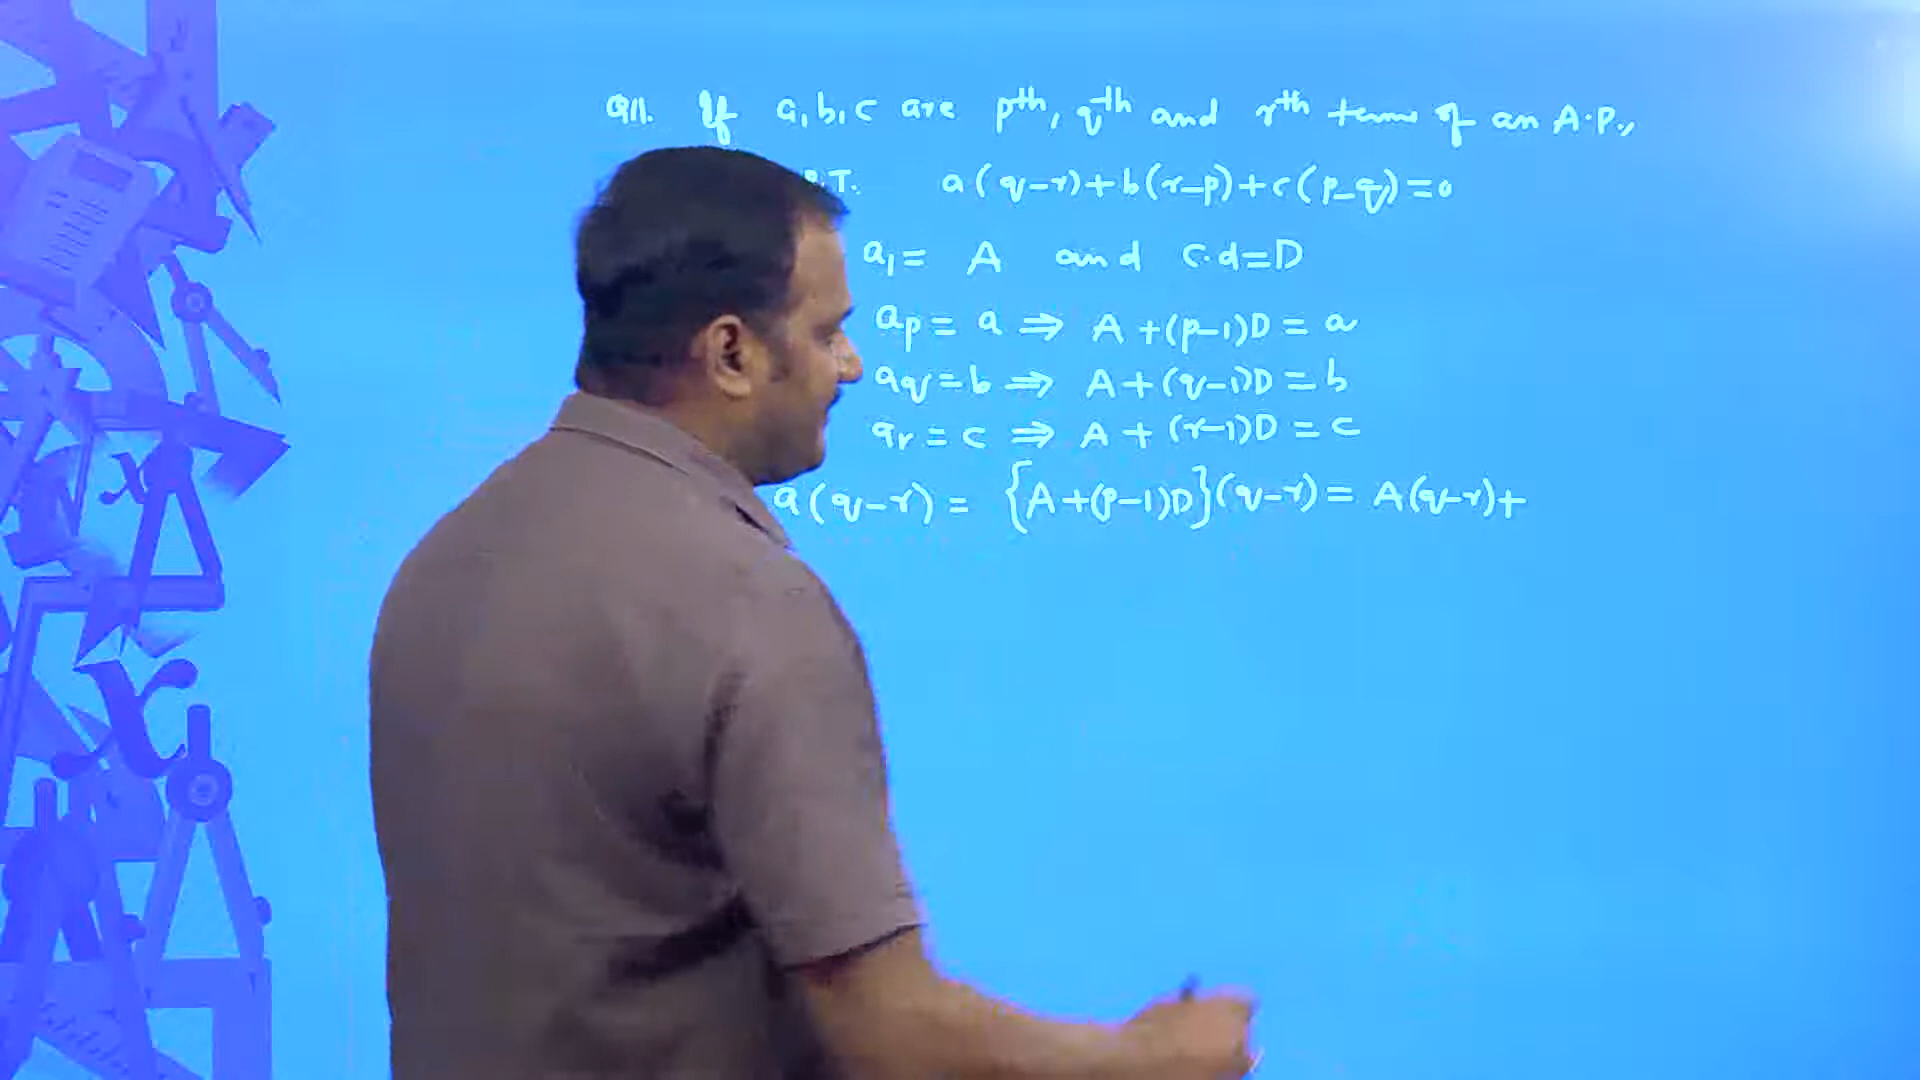 Q11. If a, b, c are pth, qth and rth terms of an A.P.,
.T. a(q-r)+b(r-p)+c(p-q)=0
a₁ = A and c.d=D
aₚ = a ⇒ A+(p-1)D = a
a_q = b ⇒ A+(q-1)D = b
aᵣ = c ⇒ A+(r-1)D = c
a(q-r) = {A+(p-1)D}(q-r) = A(q-r)+